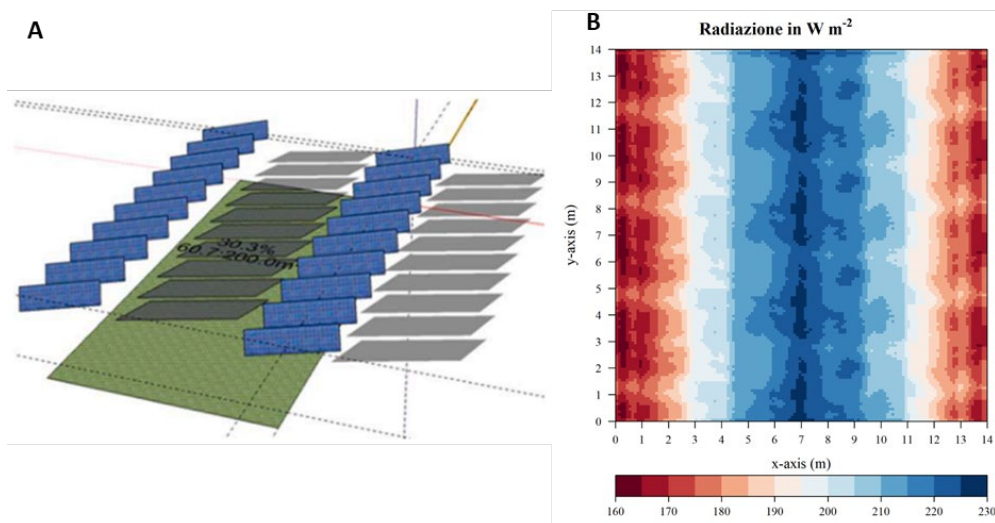 A
30.3%
60.7-200.0m
B
Radiazione in W m⁻²
14
13
12
11
10
9
8
7
6
5
4
3
2
1
0
y-axis (m)
0 1 2 3 4 5 6 7 8 9 10 11 12 13 14
x-axis (m)
160 170 180 190 200 210 220 230